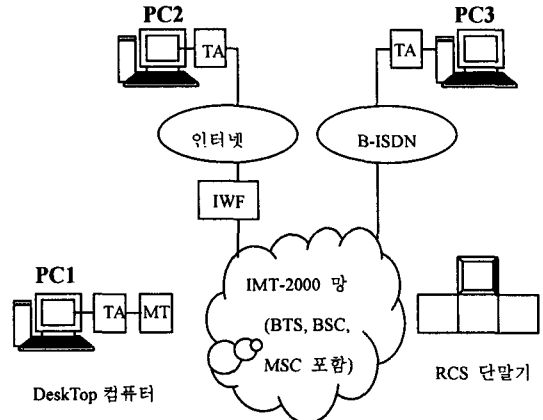 PC2
PC3
TA
TA
인터넷
B-ISDN
IWF
PC1
IMT-2000 망
TA
MT
(BTS, BSC,
MSC 포함)
DeskTop 컴퓨터
RCS 단말기